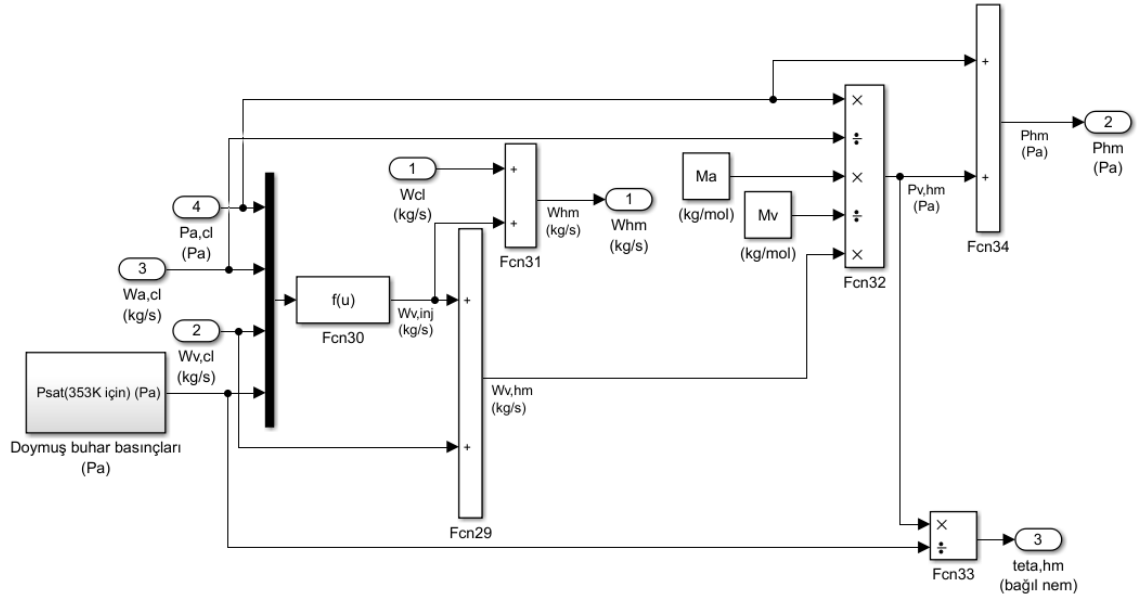 4
Pa,cl
(Pa)
3
Wa,cl
(kg/s)
2
Wv,cl
(kg/s)
Psat(353K için) (Pa)
Doymuş buhar basınçları
(Pa)
f(u)
Fcn30
Wv,inj
(kg/s)
1
Wcl
(kg/s)
+
+
Fcn31
Whm
(kg/s)
1
Whm
(kg/s)
+
+
Fcn29
Wv,hm
(kg/s)
Ma
(kg/mol)
Mv
(kg/mol)
×
÷
×
÷
×
Fcn32
Pv,hm
(Pa)
+
+
Fcn34
Phm
(Pa)
2
Phm
(Pa)
×
÷
Fcn33
3
teta,hm
(bağıl nem)